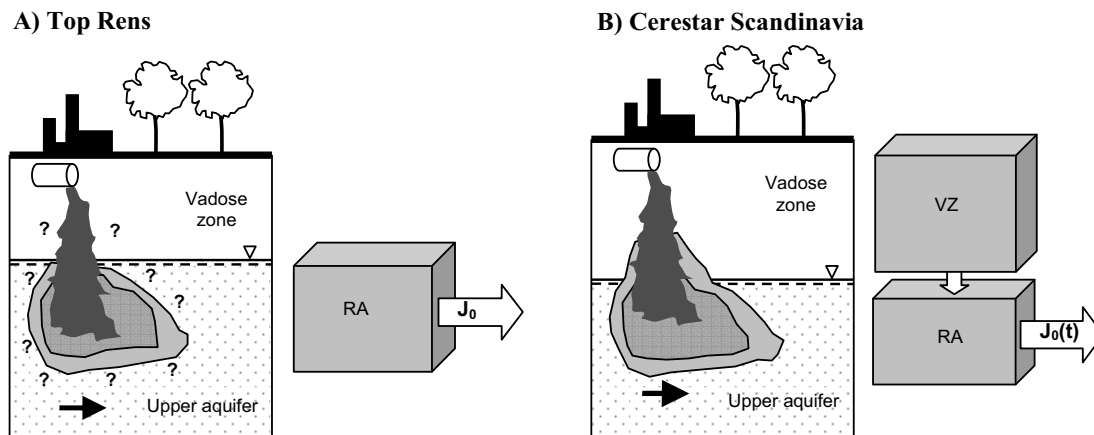 A) Top Rens
Vadose
zone
? ?
? ?
?
?
? ?
? ? ?
Upper aquifer
RA
J₀
B) Cerestar Scandinavia
Vadose
zone
Upper aquifer
VZ
RA
J₀(t)